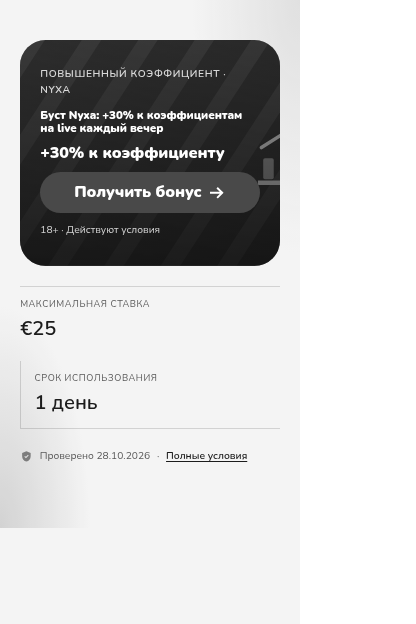 ПОВЫШЕННЫЙ КОЭФФИЦИЕНТ ·
NYXA
Буст Nyxa: +30% к коэффициентам
на live каждый вечер
+30% к коэффициенту
Получить бонус →
18+ · Действуют условия
МАКСИМАЛЬНАЯ СТАВКА
€25
СРОК ИСПОЛЬЗОВАНИЯ
1 день
Проверено 28.10.2026 · Полные условия